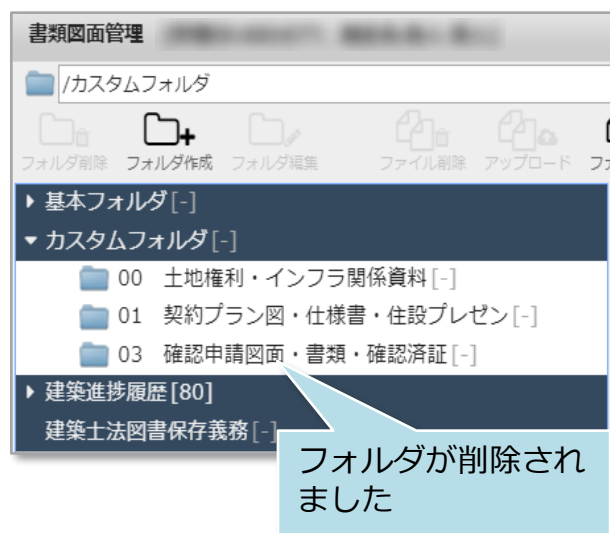 書類図面管理
/カスタムフォルダ
フォルダ削除 フォルダ作成 フォルダ編集 ファイル削除 アップロード
基本フォルダ[-]
カスタムフォルダ[-]
00 土地権利・インフラ関係資料[-]
01 契約プラン図・仕様書・住設プレゼン[-]
03 確認申請図面・書類・確認済証[-]
建築進捗履歴[80]
建築士法図書保存義務[-]
フォルダが削除され
ました